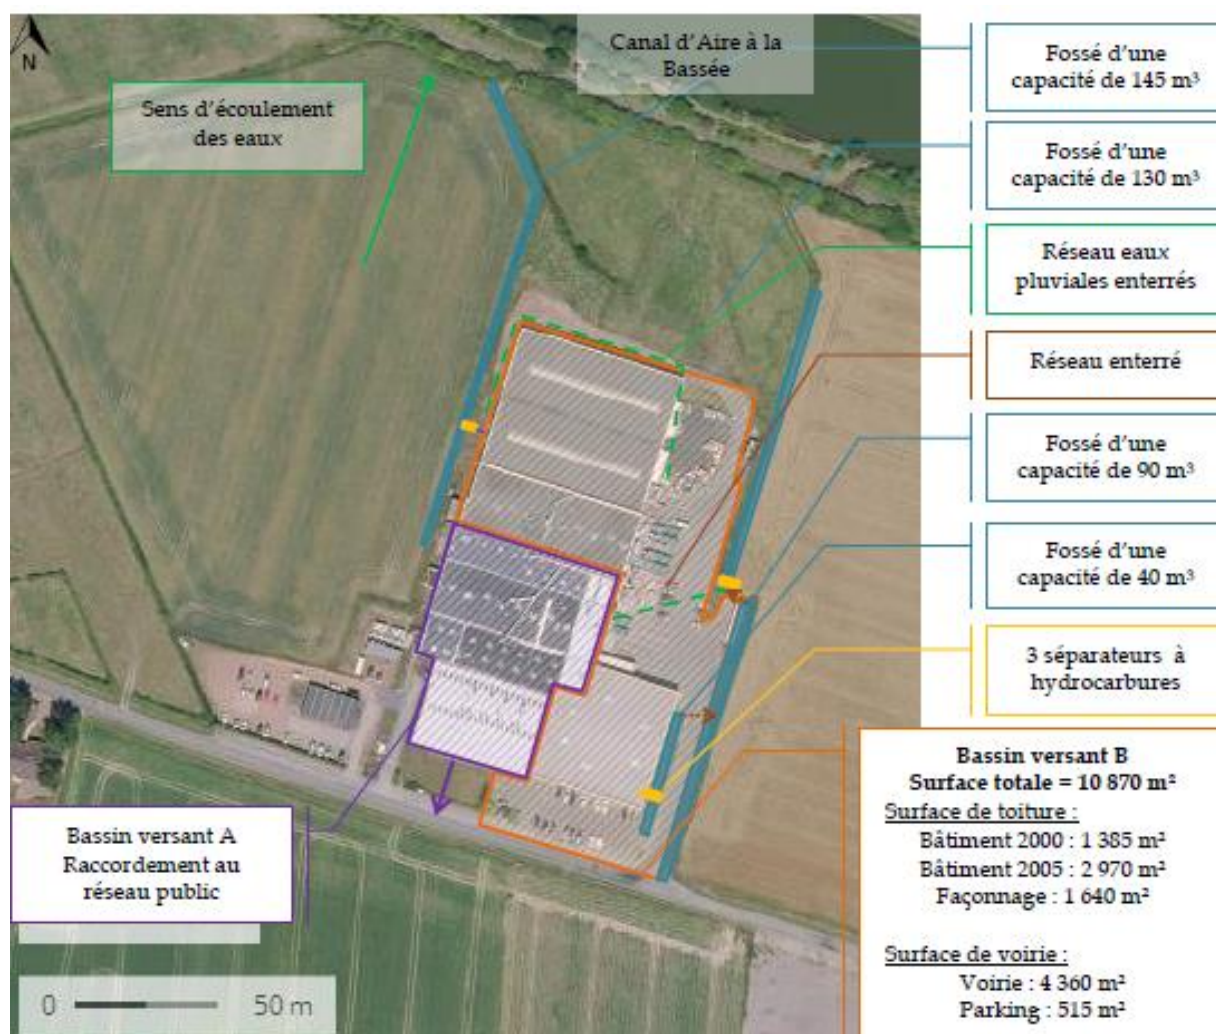 N
Canal d'Aire à la
Bassée
Sens d'écoulement
des eaux
Fossé d'une
capacité de 145 m³
Fossé d'une
capacité de 130 m³
Réseau eaux
pluviales enterrés
Réseau enterré
Fossé d'une
capacité de 90 m³
Fossé d'une
capacité de 40 m³
3 séparateurs à
hydrocarbures
Bassin versant A
Raccordement au
réseau public
Bassin versant B
Surface totale = 10 870 m²
Surface de toiture :
Bâtiment 2000 : 1 385 m²
Bâtiment 2005 : 2 970 m²
Façonnage : 1 640 m²
Surface de voirie :
Voirie : 4 360 m²
Parking : 515 m²
0 50 m